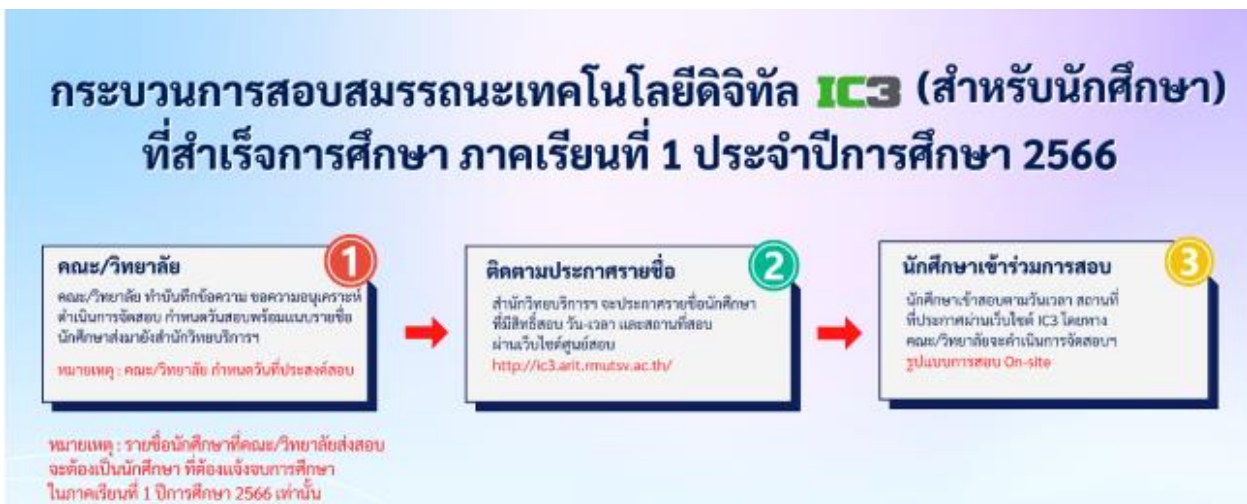 กระบวนการสอบสมรรถนะเทคโนโลยีดิจิทัล IC3 (สำหรับนักศึกษา)
ที่สำเร็จการศึกษา ภาคเรียนที่ 1 ประจำปีการศึกษา 2566
1
คณะ/วิทยาลัย
คณะ/วิทยาลัย ทำบันทึกข้อความ ขอความอนุเคราะห์
ดำเนินการจัดสอบ กำหนดวันสอบพร้อมแนบรายชื่อ
นักศึกษาส่งมายังสำนักวิทยบริการฯ
หมายเหตุ : คณะ/วิทยาลัย กำหนดวันที่ประสงค์สอบ
หมายเหตุ : รายชื่อนักศึกษาที่คณะ/วิทยาลัยส่งสอบ
จะต้องเป็นนักศึกษา ที่ต้องแจ้งจบการศึกษา
ในภาคเรียนที่ 1 ปีการศึกษา 2566 เท่านั้น
2
ติดตามประกาศรายชื่อ
สำนักวิทยบริการฯ จะประกาศรายชื่อนักศึกษา
ที่มีสิทธิ์สอบ วัน-เวลา และสถานที่สอบ
ผ่านเว็บไซต์ศูนย์สอบ
http://ic3.arit.rmutsv.ac.th/
3
นักศึกษาเข้าร่วมการสอบ
นักศึกษาเข้าสอบตามวันเวลา สถานที่
ที่ประกาศผ่านเว็บไซต์ IC3 โดยทาง
คณะ/วิทยาลัยจะดำเนินการจัดสอบฯ
รูปแบบการสอบ On-site